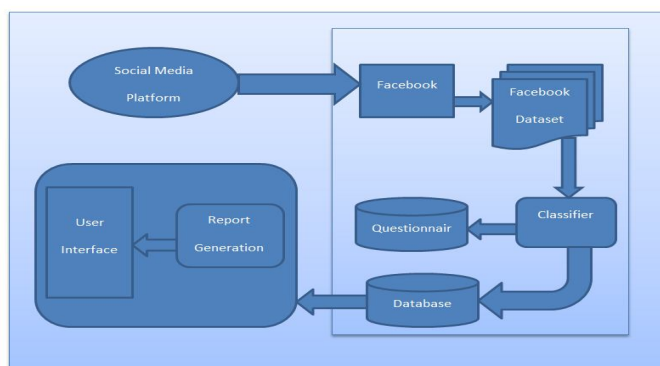 Social Media
Platform
Facebook
Facebook
Dataset
User
Interface
Report
Generation
Questionnair
Classifier
Database